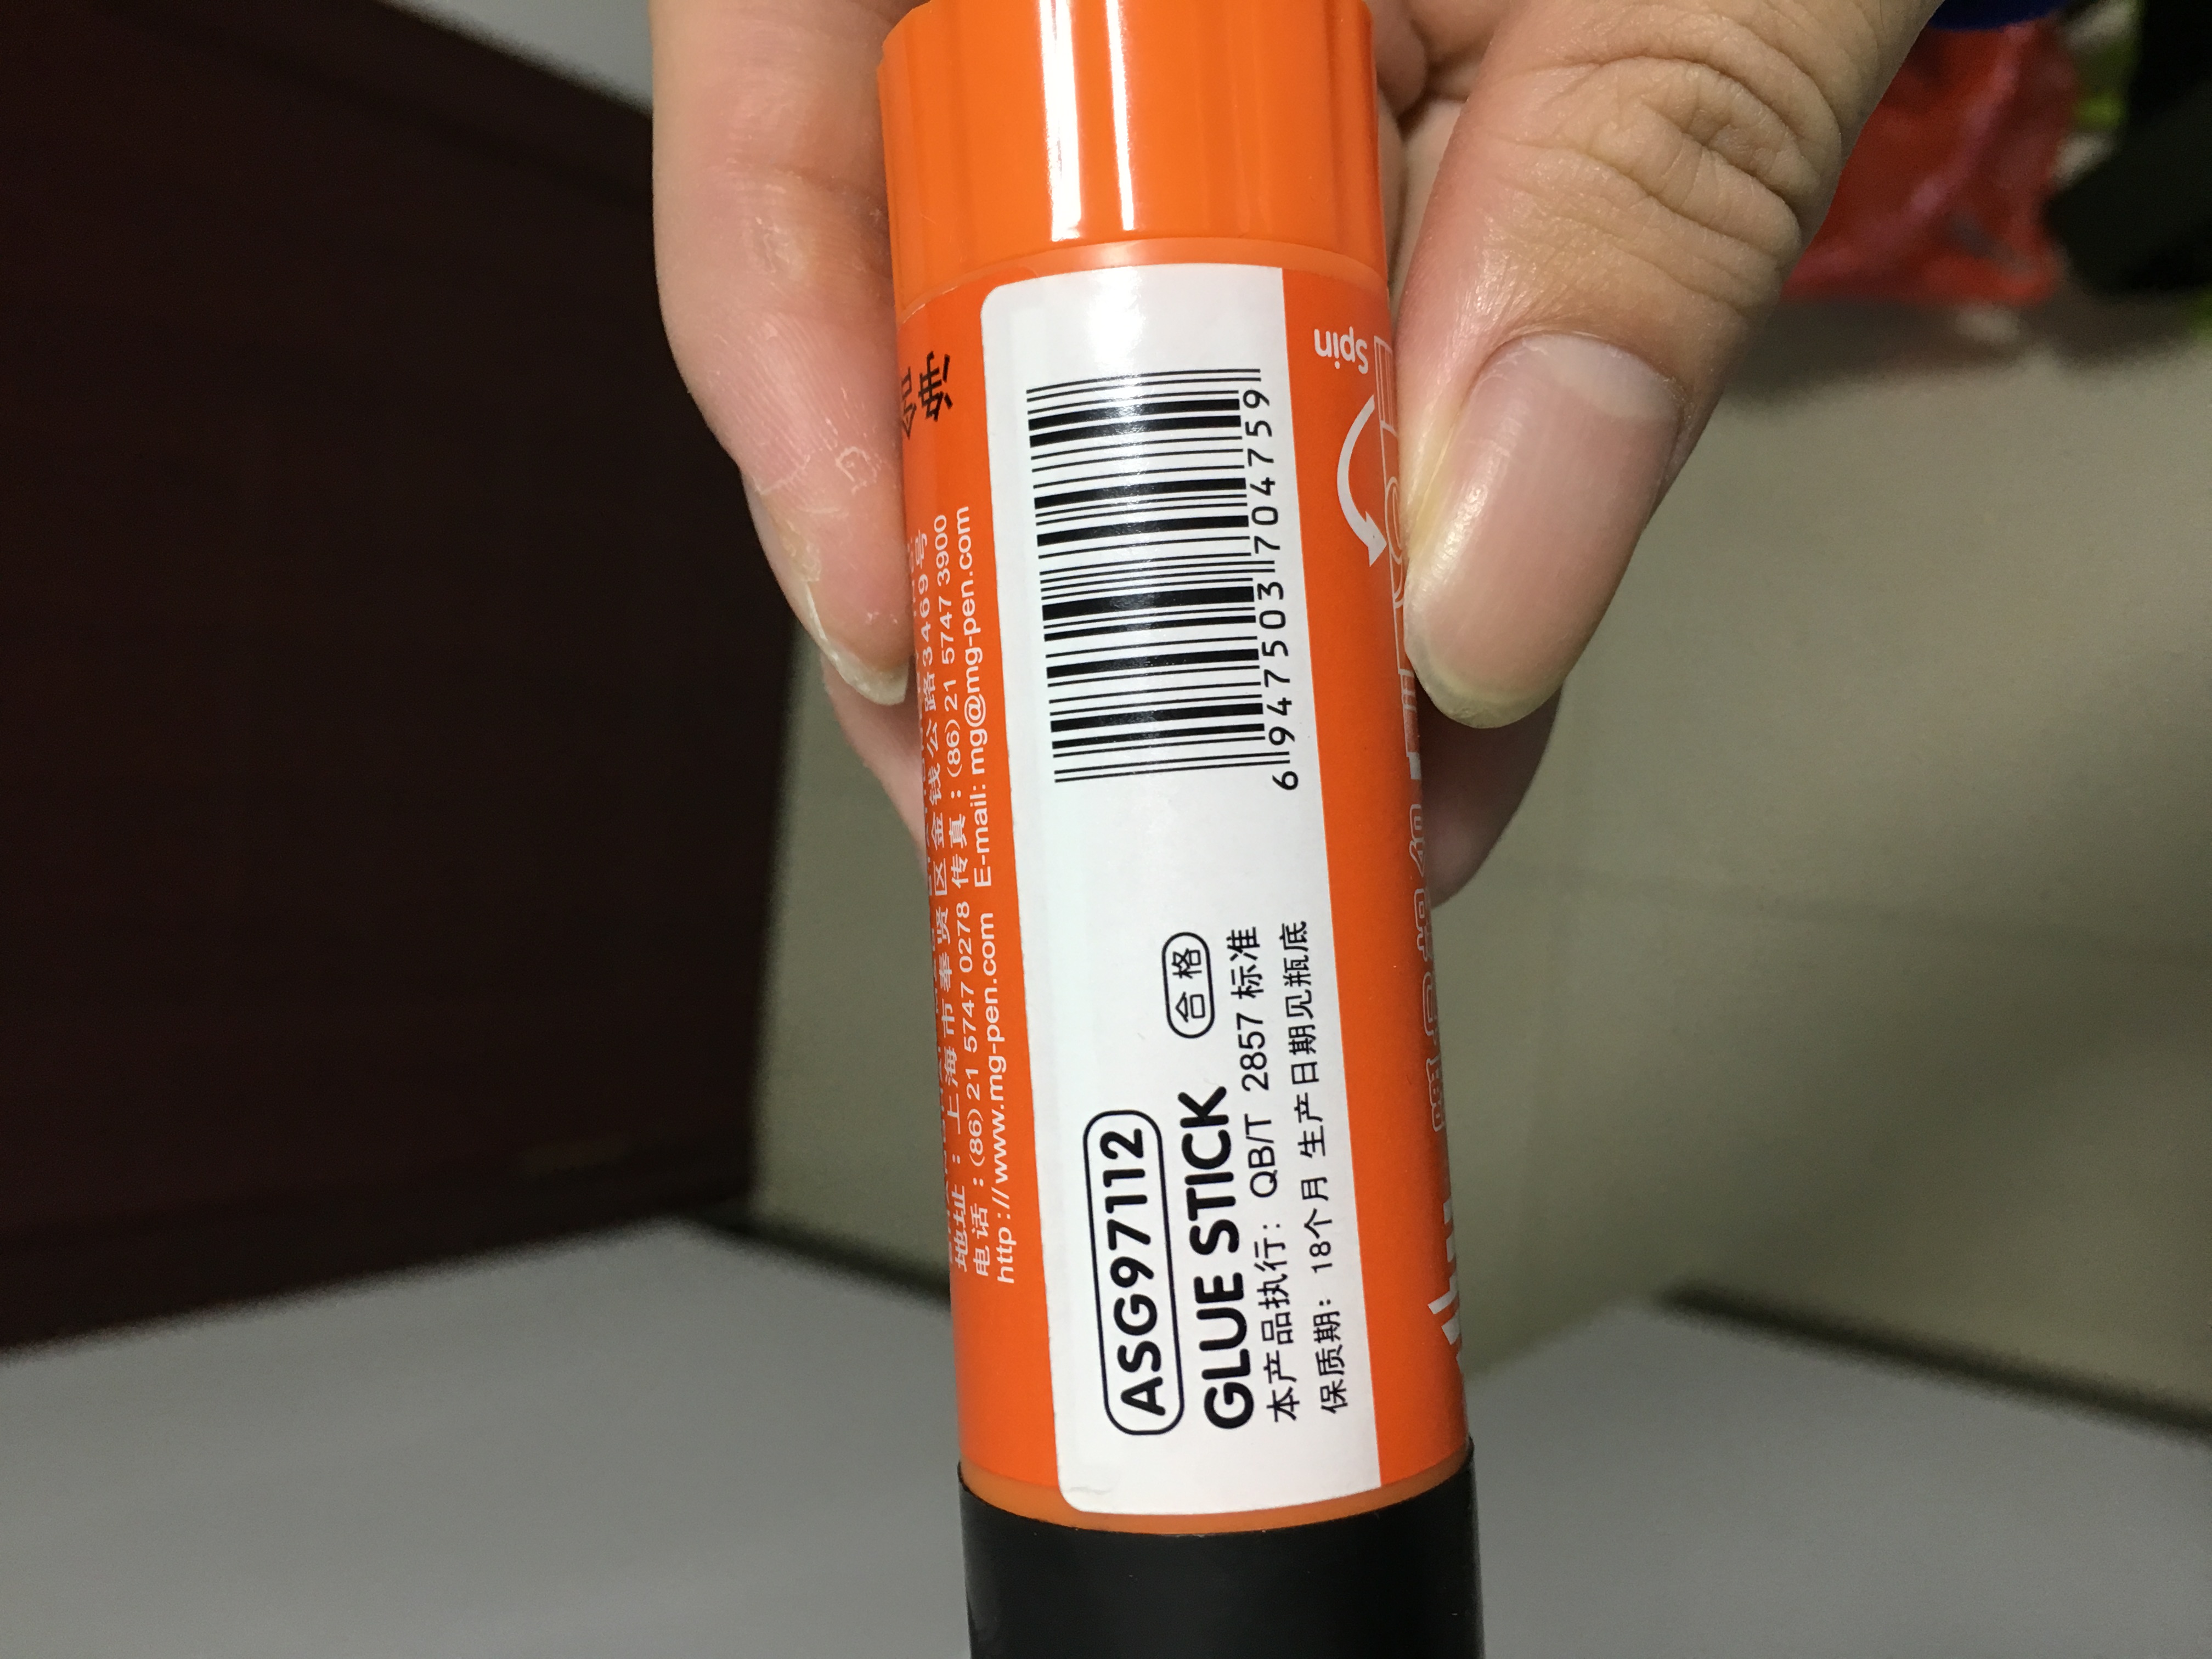 地址：上海市奉贤区金钱公路3469号
电话：(86)21 5747 0278 传真：(86)21 5747 3900
http://www.mg-pen.com E-mail: mg@mg-pen.com
ASG97112
GLUE STICK 合格
本产品执行：QB/T 2857 标准
保质期：18个月 生产日期见瓶底
6 947503 704759
Spin